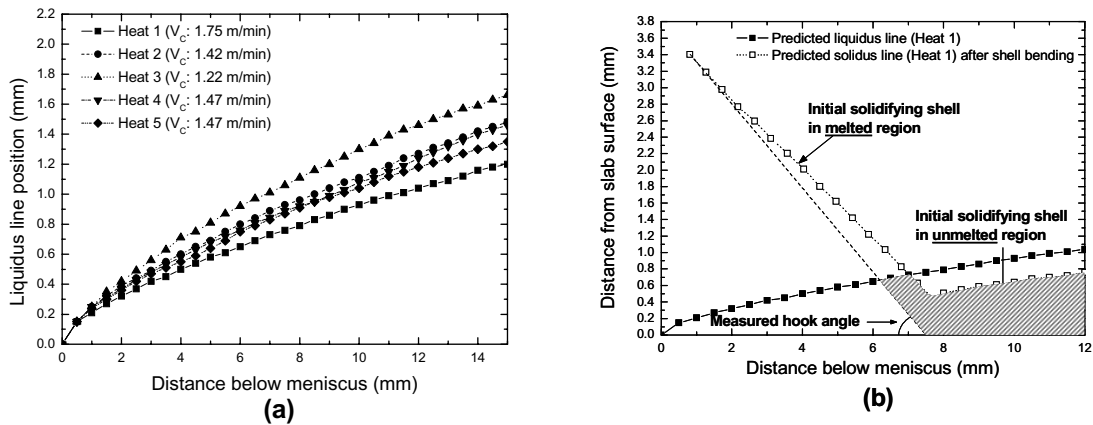 2.2
2.0
1.8
1.6
1.4
1.2
1.0
0.8
0.6
0.4
0.2
0.0
Liquidus line position (mm)
Heat 1 (VC: 1.75 m/min)
Heat 2 (VC: 1.42 m/min)
Heat 3 (VC: 1.22 m/min)
Heat 4 (VC: 1.47 m/min)
Heat 5 (VC: 1.47 m/min)
0 2 4 6 8 10 12 14
Distance below meniscus (mm)
(a)
3.8
3.6
3.4
3.2
3.0
2.8
2.6
2.4
2.2
2.0
1.8
1.6
1.4
1.2
1.0
0.8
0.6
0.4
0.2
0.0
Distance from slab surface (mm)
Predicted liquidus line (Heat 1)
Predicted solidus line (Heat 1) after shell bending
Initial solidifying shell
in melted region
Initial solidifying shell
in unmelted region
Measured hook angle
0 2 4 6 8 10 12
Distance below meniscus (mm)
(b)